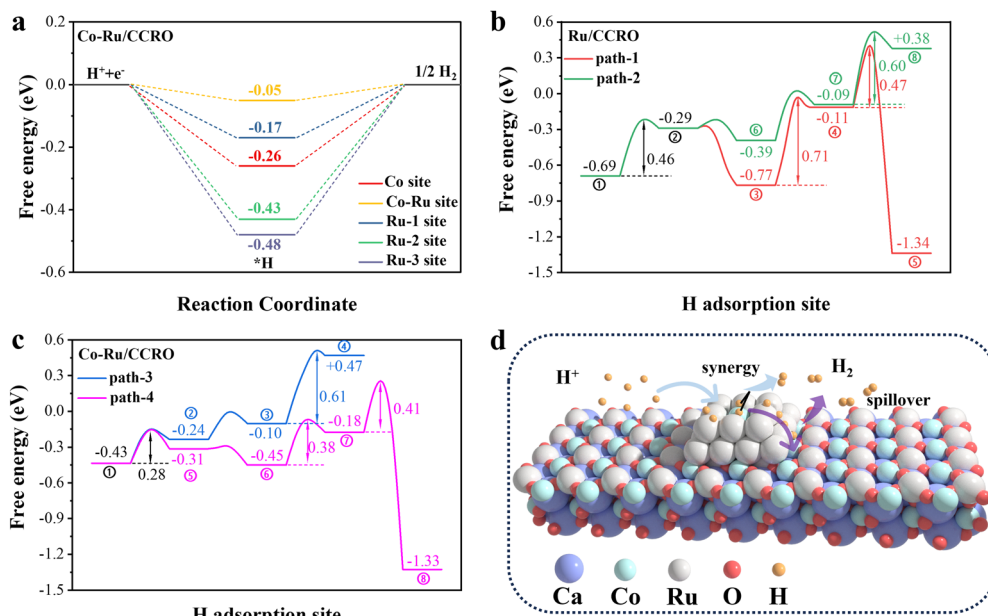 a
Co-Ru/CCRO
Free energy (eV)
0.2
0.0
-0.2
-0.4
-0.6
H⁺+e⁻
1/2 H₂
-0.05
-0.17
-0.26
-0.43
-0.48
*H
Co site
Co-Ru site
Ru-1 site
Ru-2 site
Ru-3 site
Reaction Coordinate
b
Ru/CCRO
path-1
path-2
Free energy (eV)
0.6
0.3
0.0
-0.3
-0.6
-0.9
-1.2
-1.5
-0.69
①
0.46
-0.29
②
⑥
-0.39
-0.77
③
0.71
⑦
-0.09
-0.11
④
0.60
0.47
+0.38
⑧
-1.34
⑤
H adsorption site
c
Co-Ru/CCRO
path-3
path-4
Free energy (eV)
0.6
0.3
0.0
-0.3
-0.6
-0.9
-1.2
-1.5
-0.43
①
0.28
②
-0.24
-0.31
⑤
③
-0.10
-0.45
⑥
④
+0.47
0.61
0.38
-0.18
⑦
0.41
-1.33
⑧
H adsorption site
d
H⁺
synergy
H₂
spillover
Ca
Co
Ru
O
H